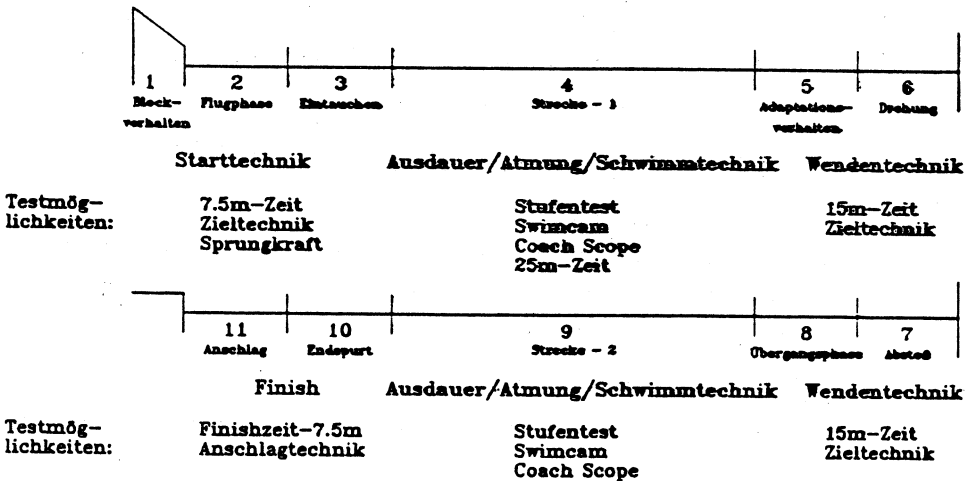 1 2 3 4 5 6
Block- Flugphase Eintauchen Strecke - 1 Adaptations- Drehung
verhalten verhalten
Starttechnik Ausdauer/Atmung/Schwimmtechnik Wendentechnik
Testmög- 7.5m-Zeit Stufentest 15m-Zeit
lichkeiten: Zieltechnik Swimcam Zieltechnik
Sprungkraft Coach Scope
25m-Zeit
11 10 9 8 7
Anschlag Endspurt Strecke - 2 Übergangsphase Abstoß
Finish Ausdauer/Atmung/Schwimmtechnik Wendentechnik
Testmög- Finishzeit-7.5m Stufentest 15m-Zeit
lichkeiten: Anschlagtechnik Swimcam Zieltechnik
Coach Scope